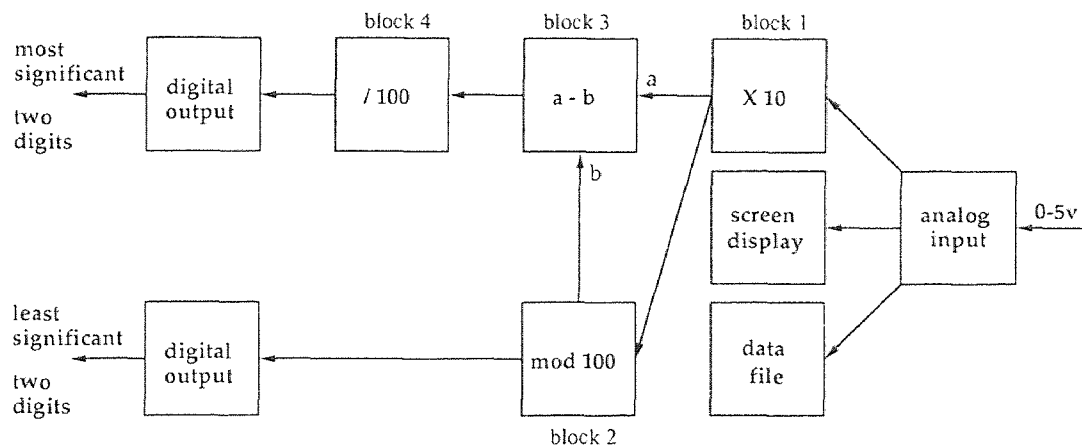 block 4
block 3
block 1
most
significant
two
digits
digital
output
/ 100
a - b
a
X 10
b
screen
display
analog
input
0-5v
least
significant
two
digits
digital
output
mod 100
data
file
block 2